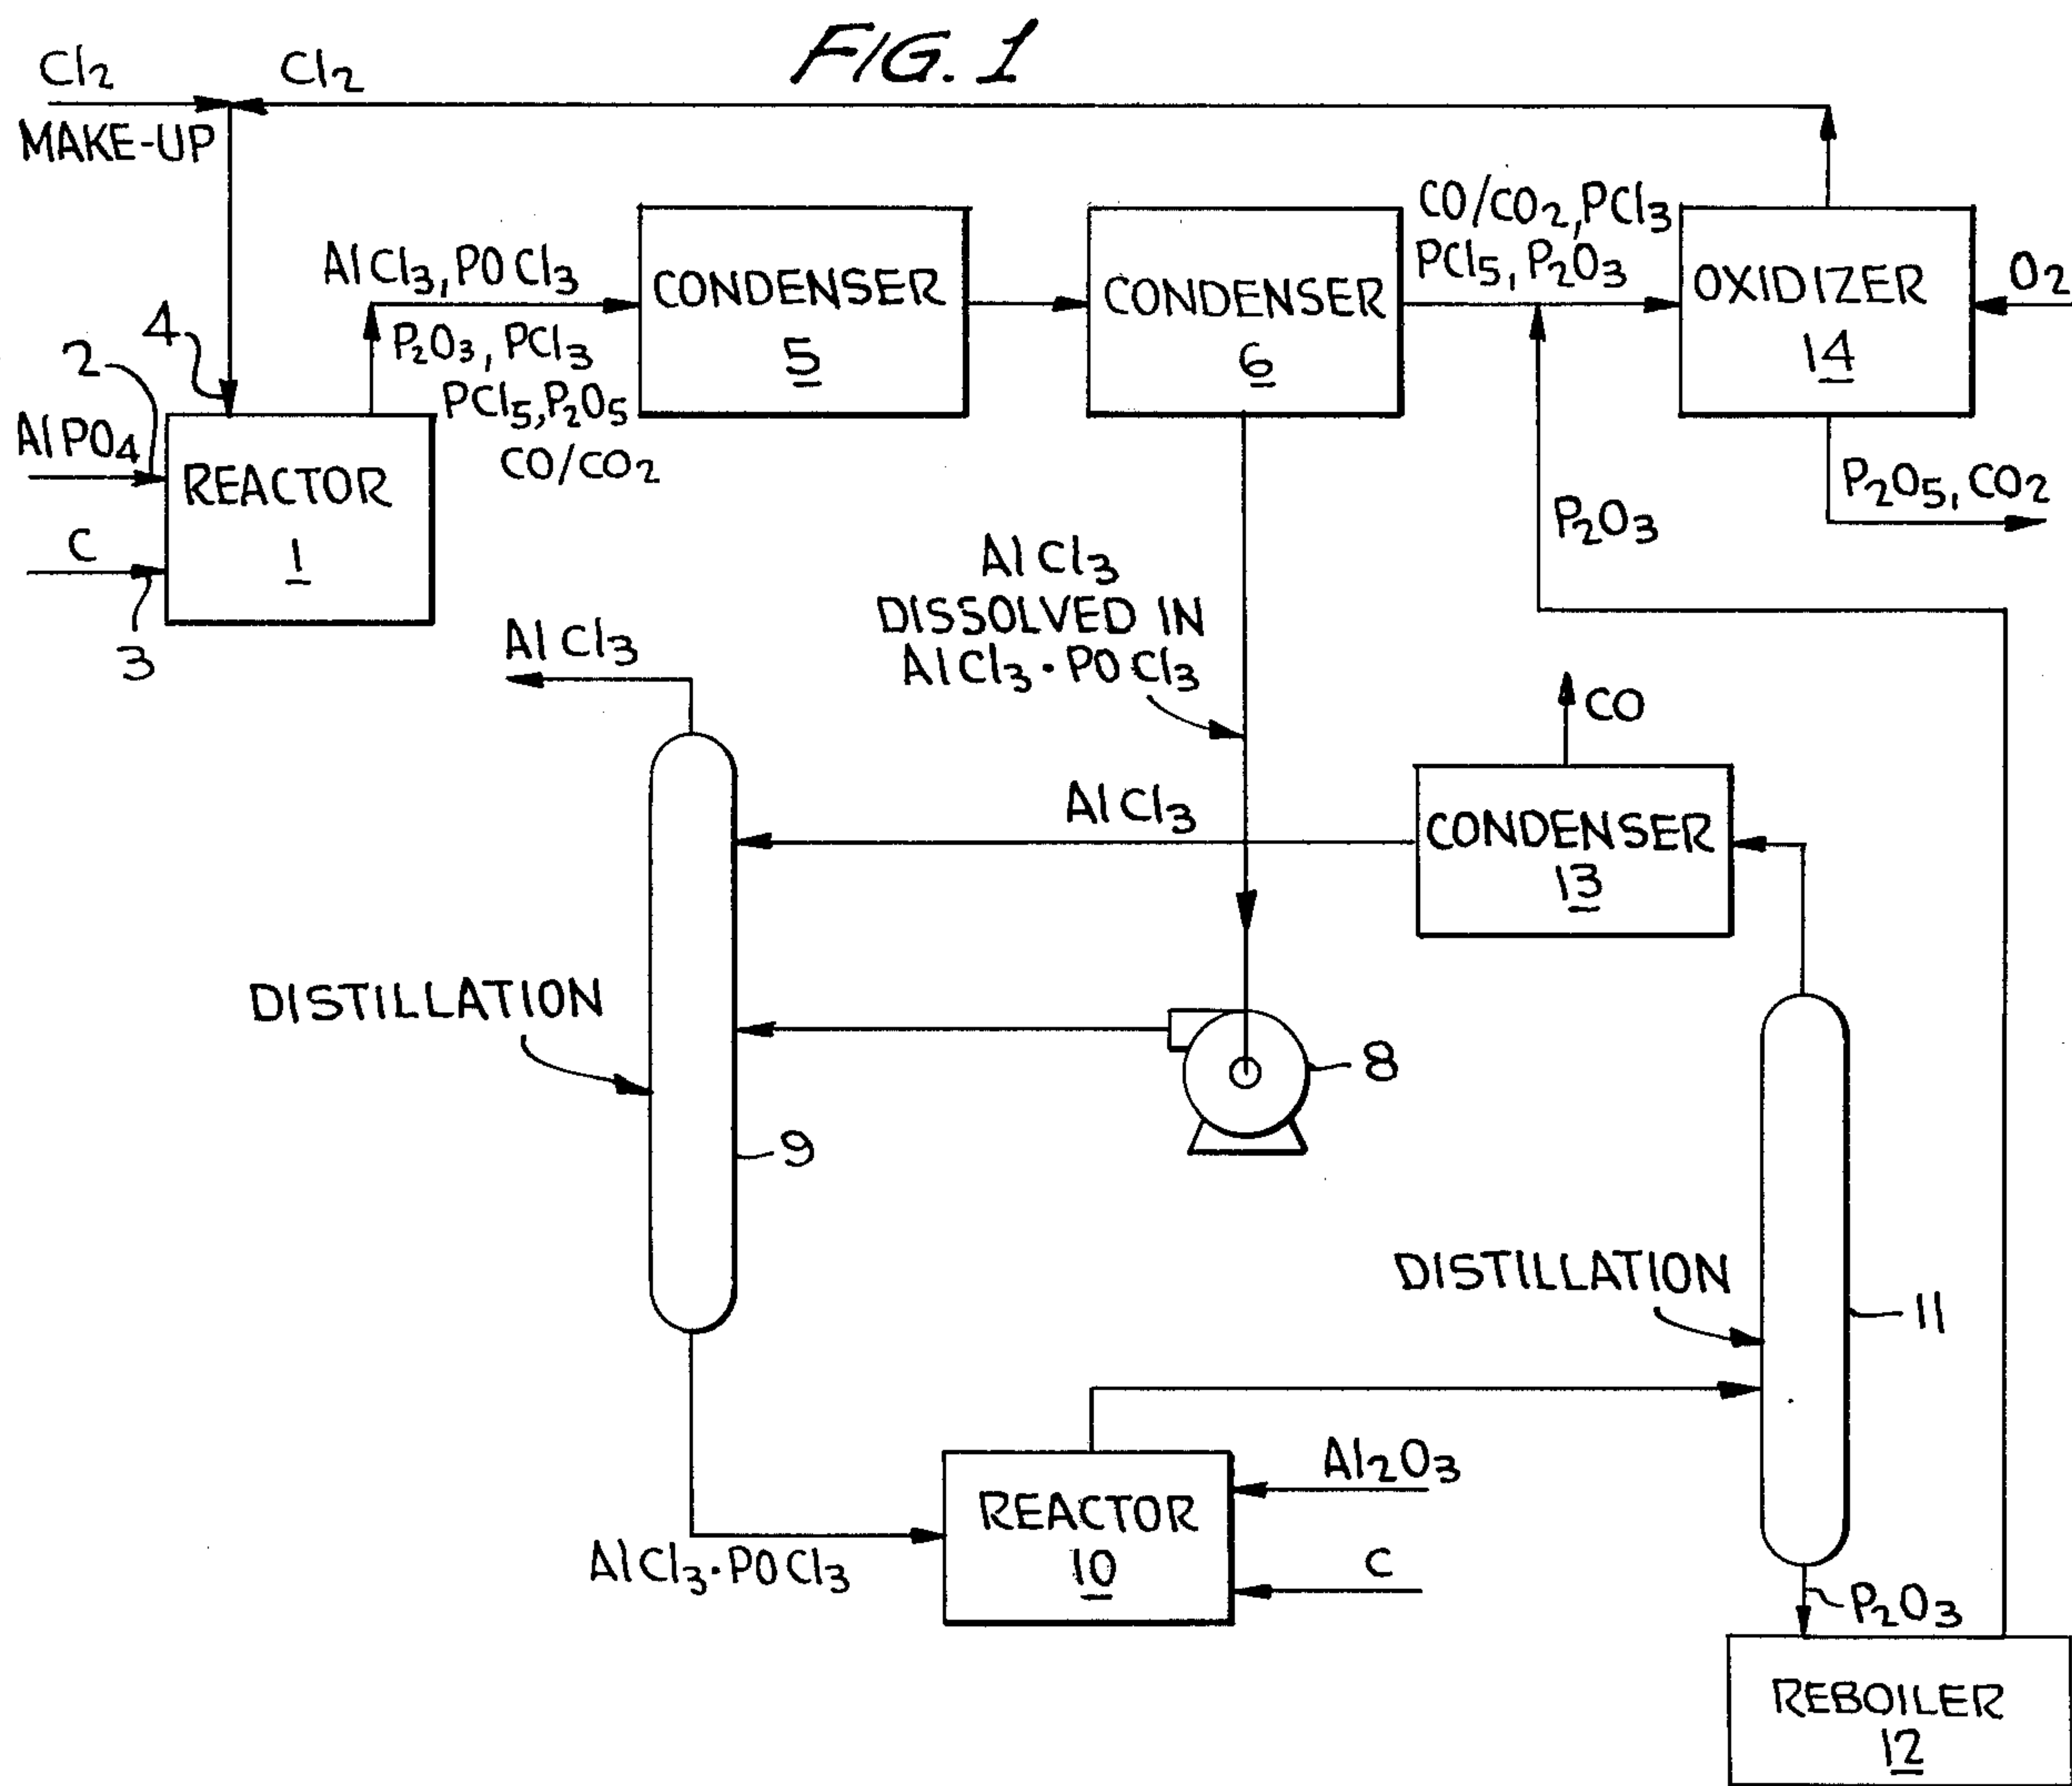 FIG. 1
Cl2
Cl2
MAKE-UP
CO/CO2, PCl3
PCl5, P2O3
AlCl3, POCl3
P2O3, PCl3
PCl5, P2O5
CO/CO2
CONDENSER
5
CONDENSER
6
OXIDIZER
14
O2
4
2
AlPO4
REACTOR
1
C
3
P2O5, CO2
P2O3
AlCl3
DISSOLVED IN
AlCl3·POCl3
AlCl3
CO
AlCl3
CONDENSER
13
DISTILLATION
8
9
DISTILLATION
11
Al2O3
REACTOR
10
C
AlCl3·POCl3
P2O3
REBOILER
12